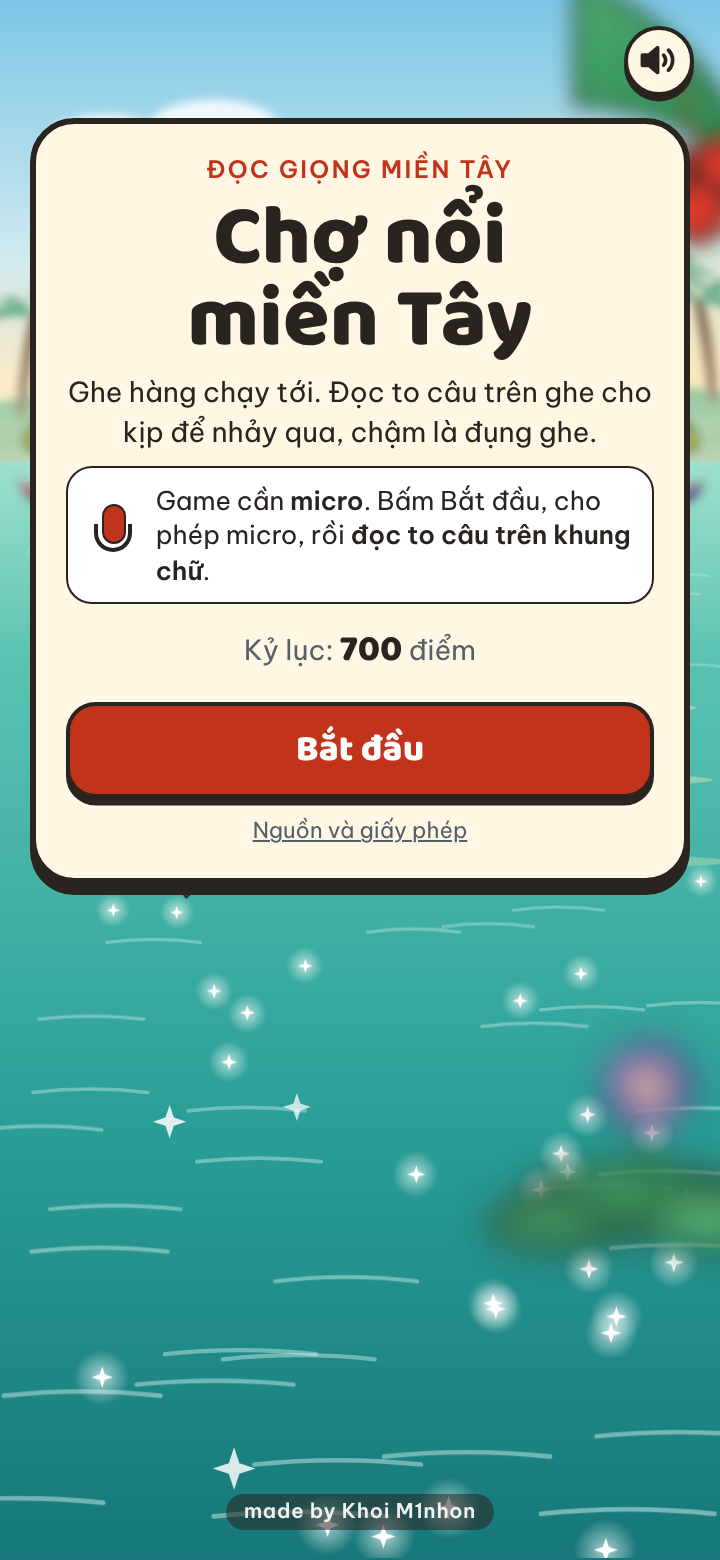 ĐỌC GIỌNG MIỀN TÂY
Chợ nổi
miền Tây
Ghe hàng chạy tới. Đọc to câu trên ghe cho
kịp để nhảy qua, chậm là đụng ghe.
Game cần micro. Bấm Bắt đầu, cho
phép micro, rồi đọc to câu trên khung
chữ.
Kỷ lục: 700 điểm
Bắt đầu
Nguồn và giấy phép
made by Khoi M1nhon